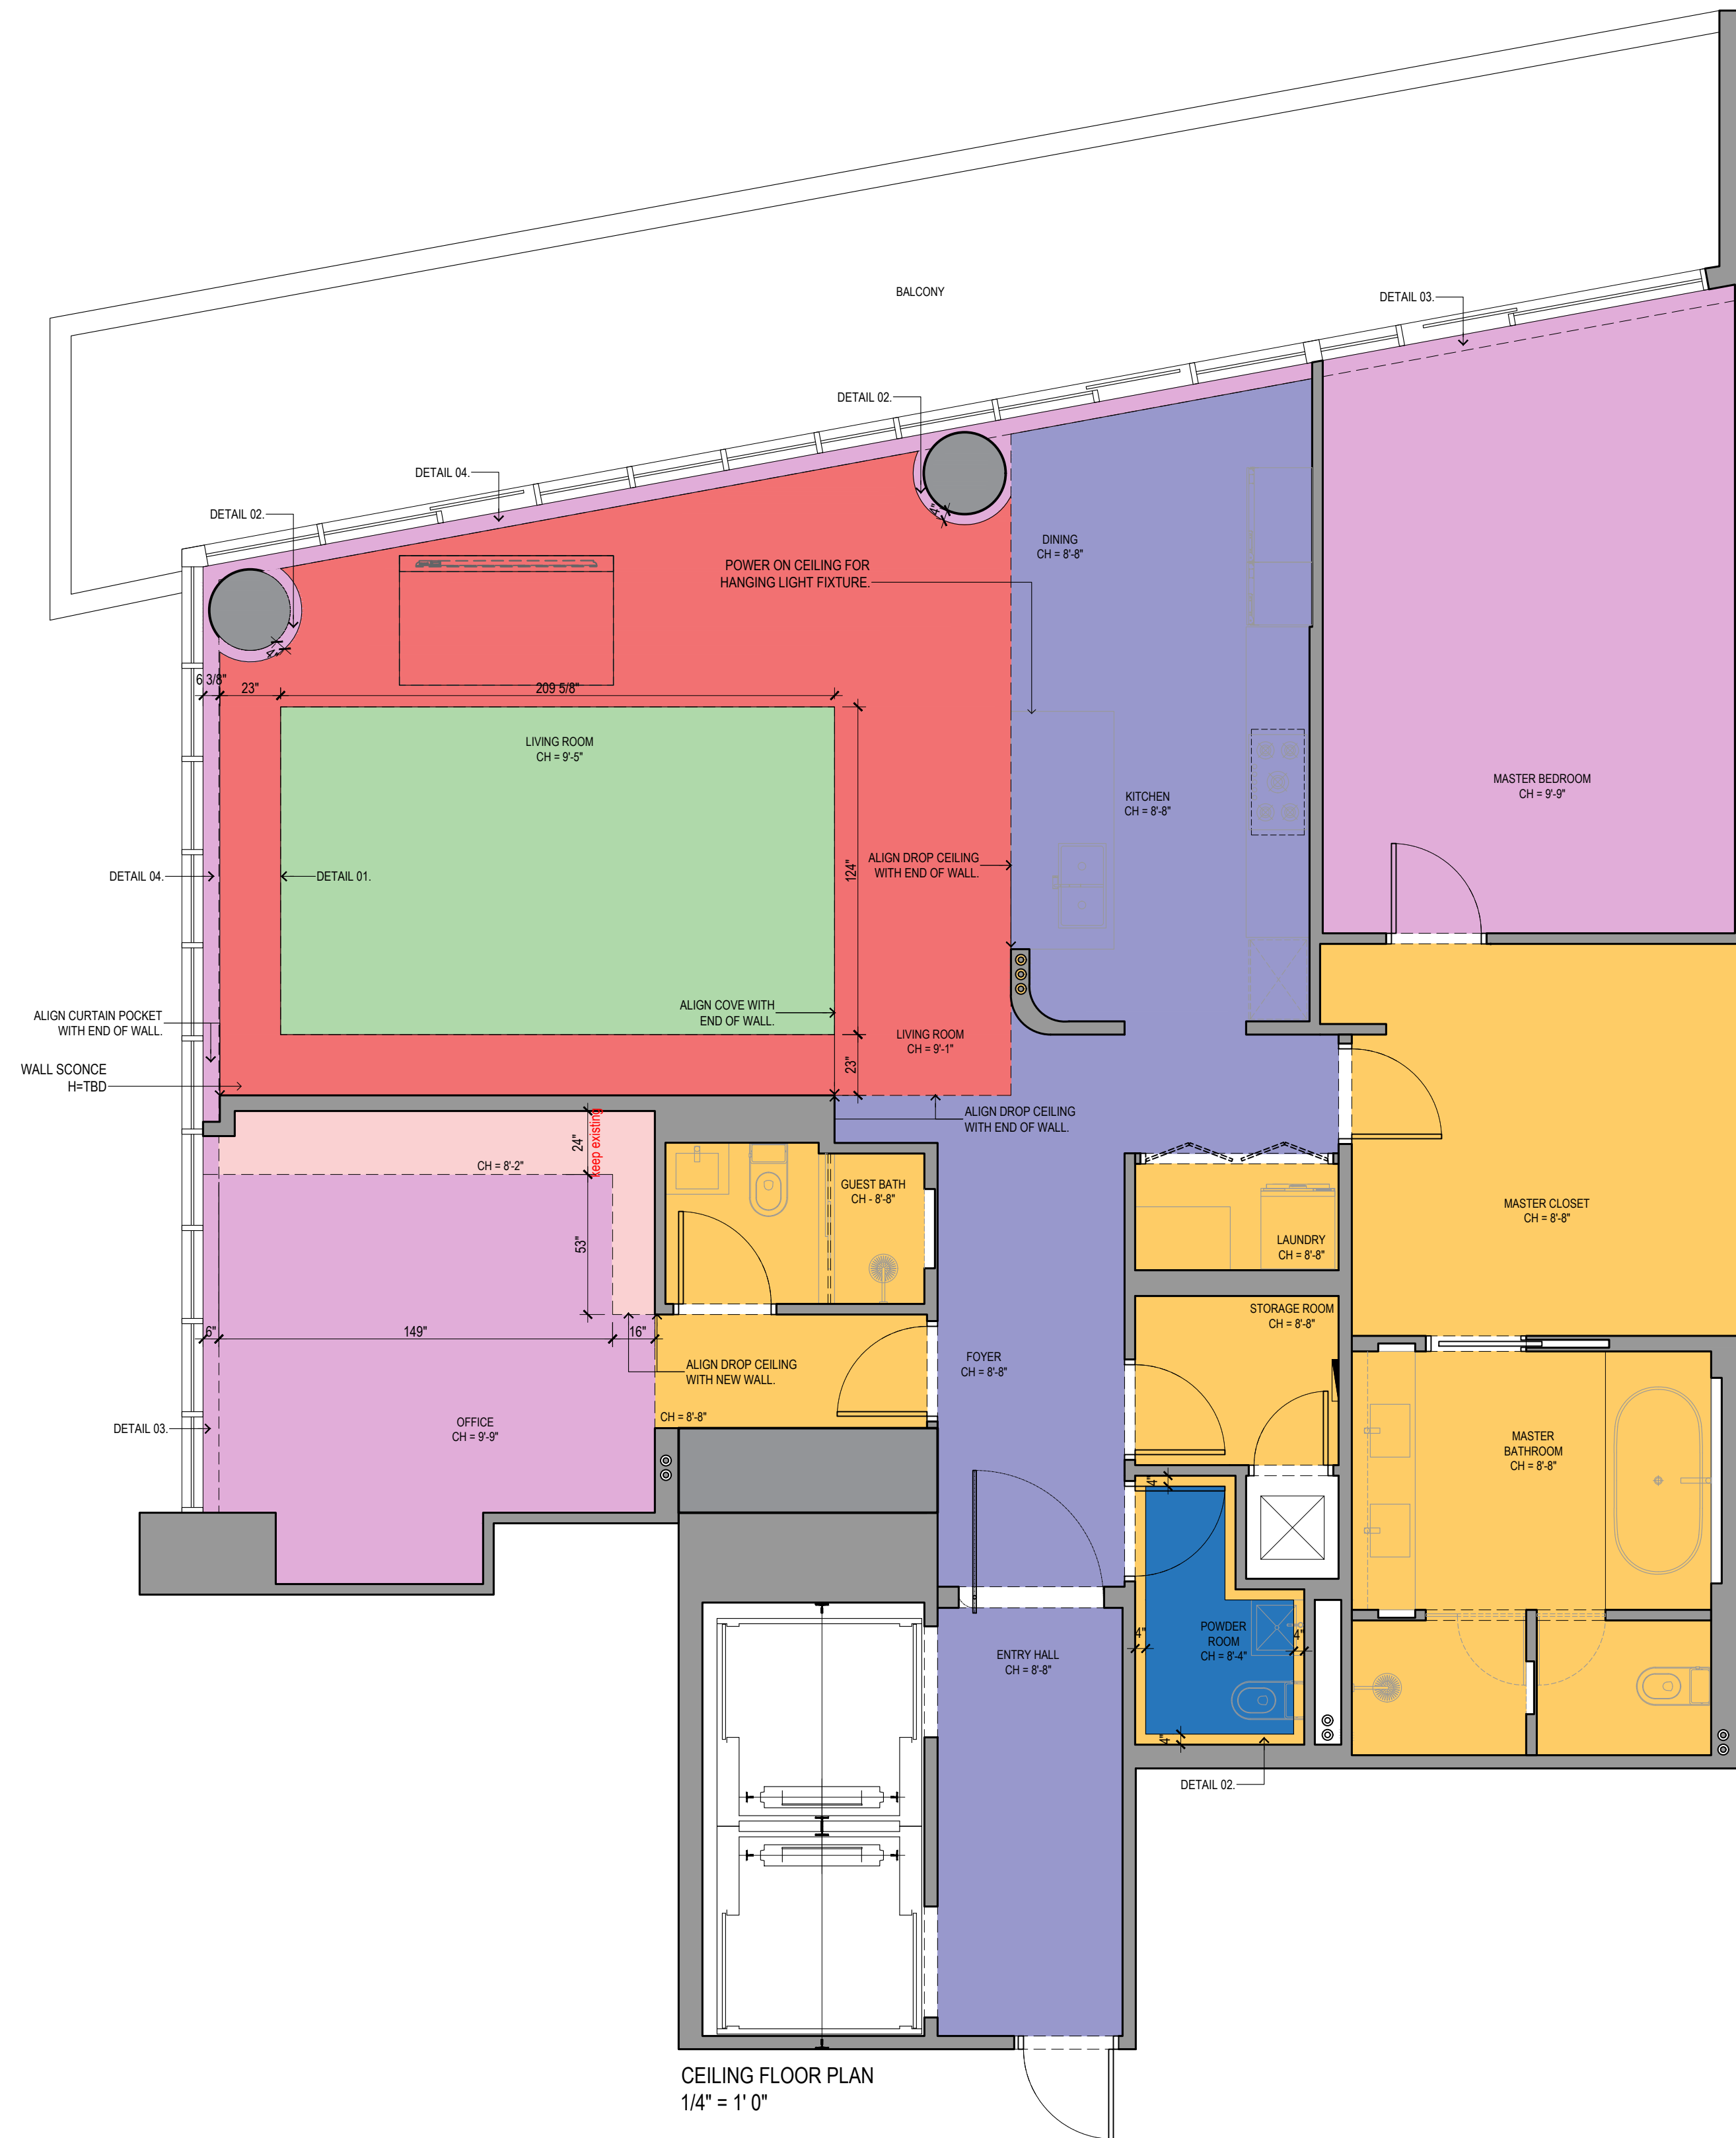 BALCONY
DETAIL 03.
DETAIL 02.
DETAIL 04.
DETAIL 02.
DINING
CH = 8'-8"
POWER ON CEILING FOR
HANGING LIGHT FIXTURE.
4"
4"
6 3/8"
23"
209 5/8"
LIVING ROOM
CH = 9'-5"
MASTER BEDROOM
CH = 9'-9"
KITCHEN
CH = 8'-8"
124"
ALIGN DROP CEILING
WITH END OF WALL.
DETAIL 04.
DETAIL 01.
ALIGN COVE WITH
END OF WALL.
ALIGN CURTAIN POCKET
WITH END OF WALL.
LIVING ROOM
CH = 9'-1"
23"
WALL SCONCE
H=TBD
ALIGN DROP CEILING
WITH END OF WALL.
24"
keep existing
CH = 8'-2"
GUEST BATH
CH - 8'-8"
MASTER CLOSET
CH = 8'-8"
53"
LAUNDRY
CH = 8'-8"
STORAGE ROOM
CH = 8'-8"
6"
149"
16"
FOYER
CH = 8'-8"
ALIGN DROP CEILING
WITH NEW WALL.
CH = 8'-8"
OFFICE
CH = 9'-9"
DETAIL 03.
MASTER
BATHROOM
CH = 8'-8"
4"
POWDER
ROOM
CH = 8'-4"
4"
4"
ENTRY HALL
CH = 8'-8"
4"
DETAIL 02.
CEILING FLOOR PLAN
1/4" = 1' 0"